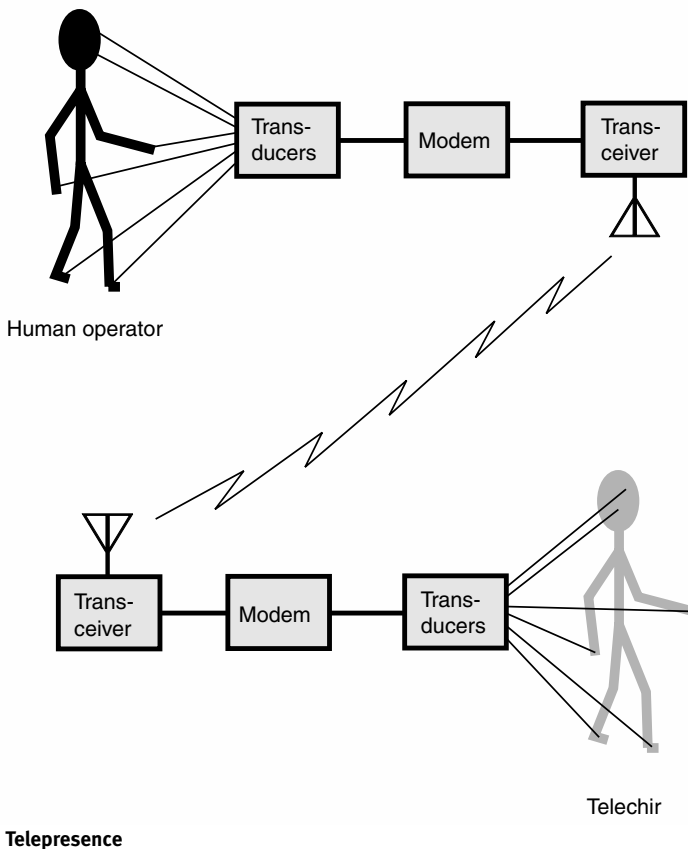 Trans-
ducers
Modem
Trans-
ceiver
Human operator
Trans-
ceiver
Modem
Trans-
ducers
Telechir
Telepresence